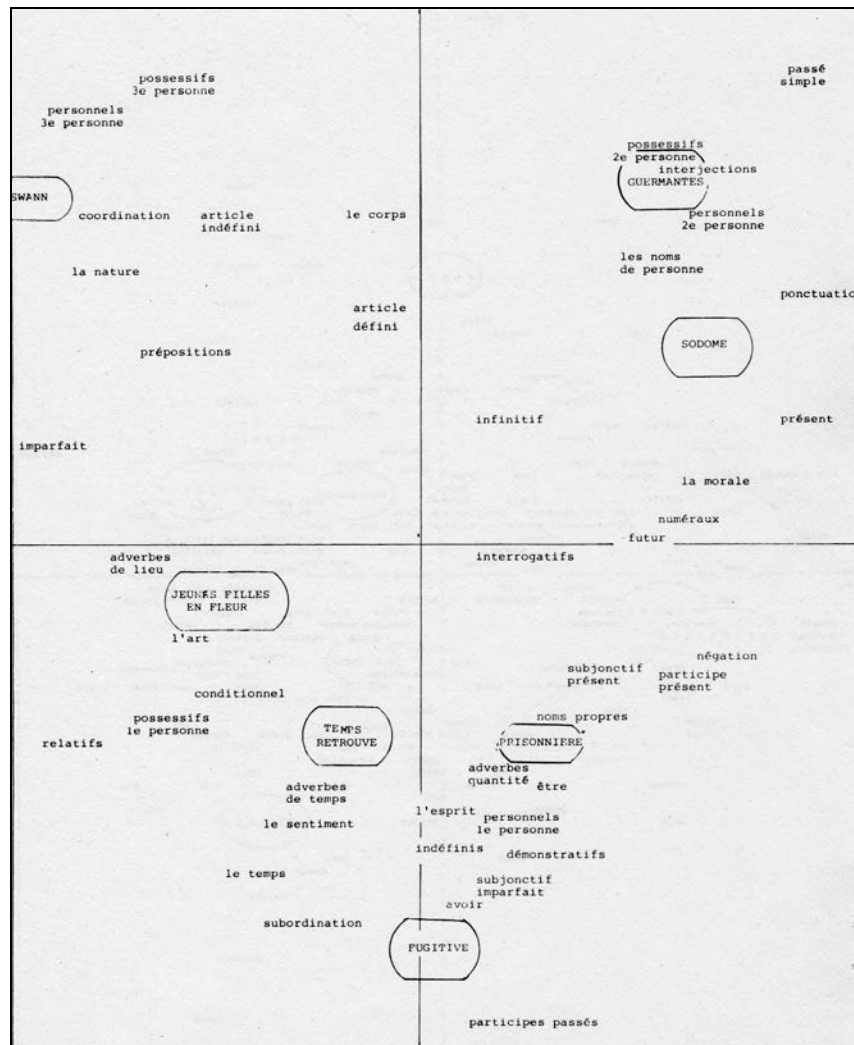 possessifs
3e personne
personnels
3e personne
SWANN
coordination
article
indéfini
le corps
la nature
article
défini
prépositions
imparfait
passé
simple
possessifs
2e personne
interjections
GUERMANTES
personnels
2e personne
les noms
de personne
ponctuatio
SODOME
infinitif
présent
la morale
numéraux
futur
adverbes
de lieu
JEUNES FILLES
EN FLEUR
l'art
conditionnel
possessifs
le personne
relatifs
TEMPS
RETROUVE
adverbes
de temps
le sentiment
le temps
subordination
interrogatifs
négation
subjonctif
présent
participe
présent
noms propres
PRISONNIERE
adverbes
quantité
être
l'esprit
personnels
le personne
indéfinis
démonstratifs
subjonctif
imparfait
avoir
FUGITIVE
participes passés